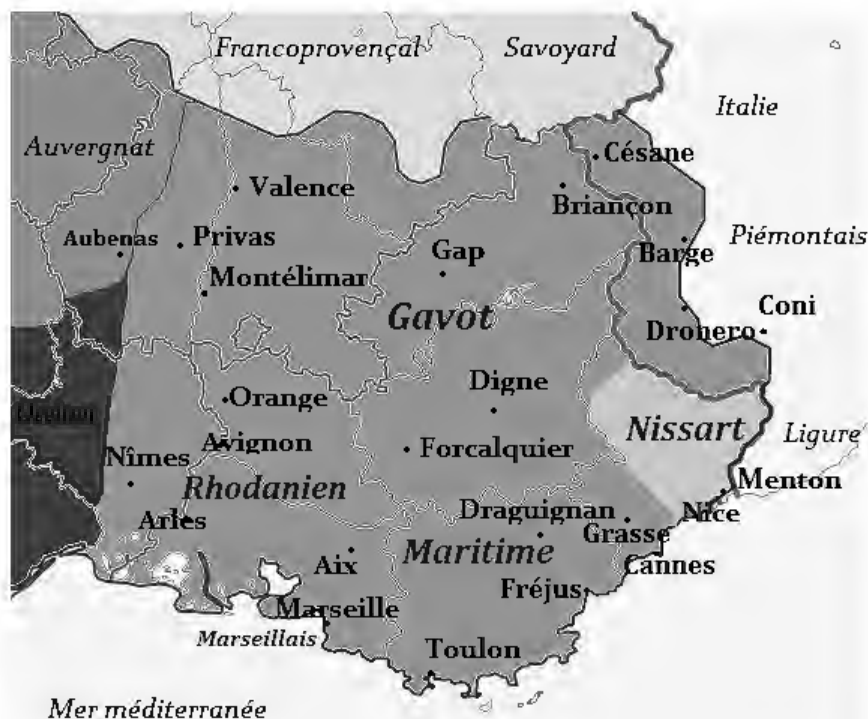 Francoprovençal
Savoyard
Italie
Auvergnat
Césane
Valence
Briançon
Aubenas
Privas
Gap
Barge
Piémontais
Montélimar
Gavot
Coni
Dronero
Digne
Orange
Nissart
Ligure
Avignon
Forcalquier
Nîmes
Rhodanien
Menton
Draguignan
Nice
Arles
Grasse
Maritime
Aix
Cannes
Fréjus
Marseille
Marseillais
Toulon
Mer méditerranée